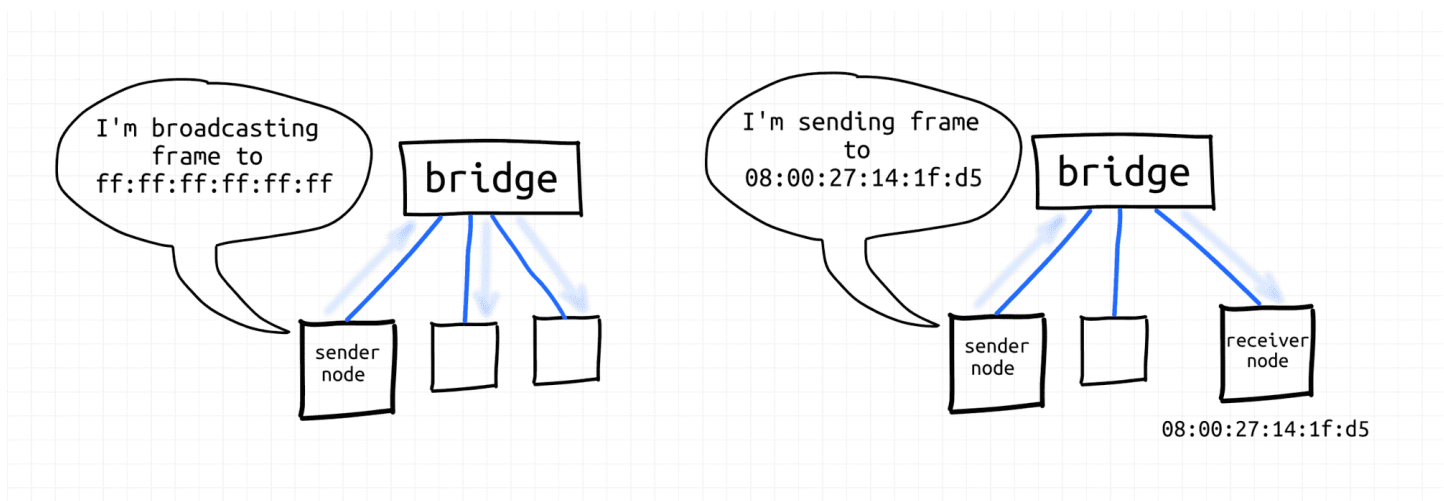 I'm broadcasting
frame to
ff:ff:ff:ff:ff:ff
bridge
sender
node
I'm sending frame
to
08:00:27:14:1f:d5
bridge
sender
node
receiver
node
08:00:27:14:1f:d5